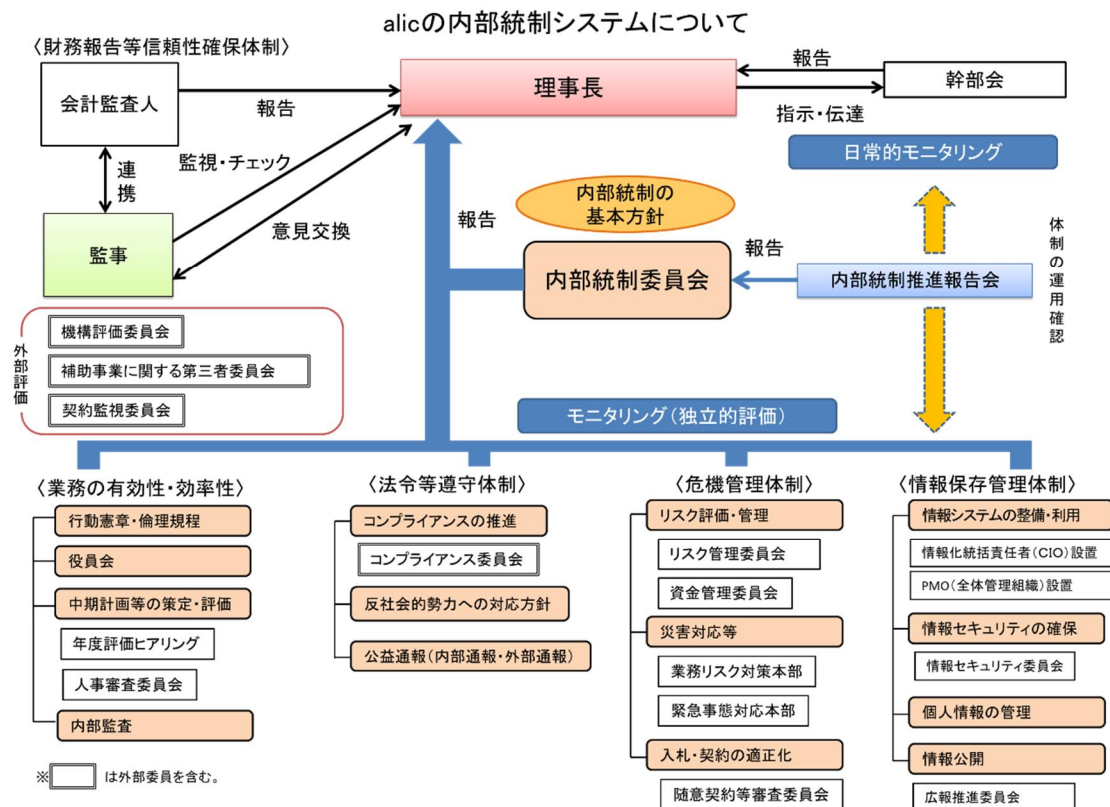 alicの内部統制システムについて
〈財務報告等信頼性確保体制〉
会計監査人
報告
理事長
報告
幹部会
指示・伝達
連携
監視・チェック
意見交換
監事
日常的モニタリング
内部統制の
基本方針
報告
内部統制委員会
報告
内部統制推進報告会
体制の運用確認
外部評価
機構評価委員会
補助事業に関する第三者委員会
契約監視委員会
モニタリング(独立的評価)
〈業務の有効性・効率性〉
行動憲章・倫理規程
役員会
中期計画等の策定・評価
年度評価ヒアリング
人事審査委員会
内部監査
※ は外部委員を含む。
〈法令等遵守体制〉
コンプライアンスの推進
コンプライアンス委員会
反社会的勢力への対応方針
公益通報(内部通報・外部通報)
〈危機管理体制〉
リスク評価・管理
リスク管理委員会
資金管理委員会
災害対応等
業務リスク対策本部
緊急事態対応本部
入札・契約の適正化
随意契約等審査委員会
〈情報保存管理体制〉
情報システムの整備・利用
情報化統括責任者(CIO)設置
PMO(全体管理組織)設置
情報セキュリティの確保
情報セキュリティ委員会
個人情報の管理
情報公開
広報推進委員会